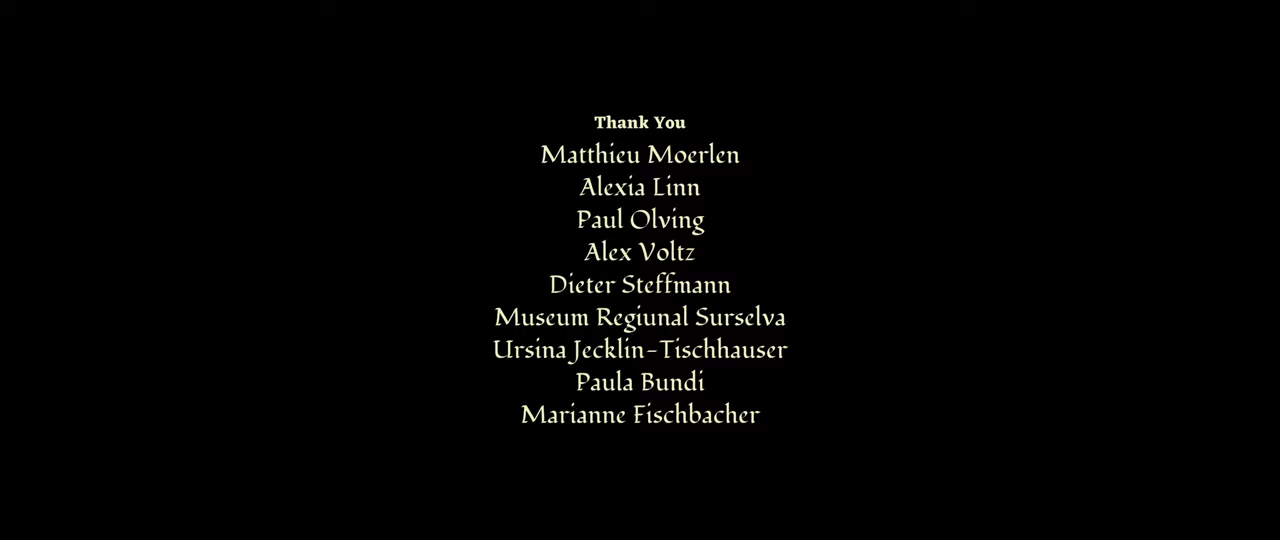 Thank You
Matthieu Moerlen
Alexia Linn
Paul Olving
Alex Voltz
Dieter Steffmann
Museum Regiunal Surselva
Ursina Jecklin-Tischhauser
Paula Bundi
Marianne Fischbacher